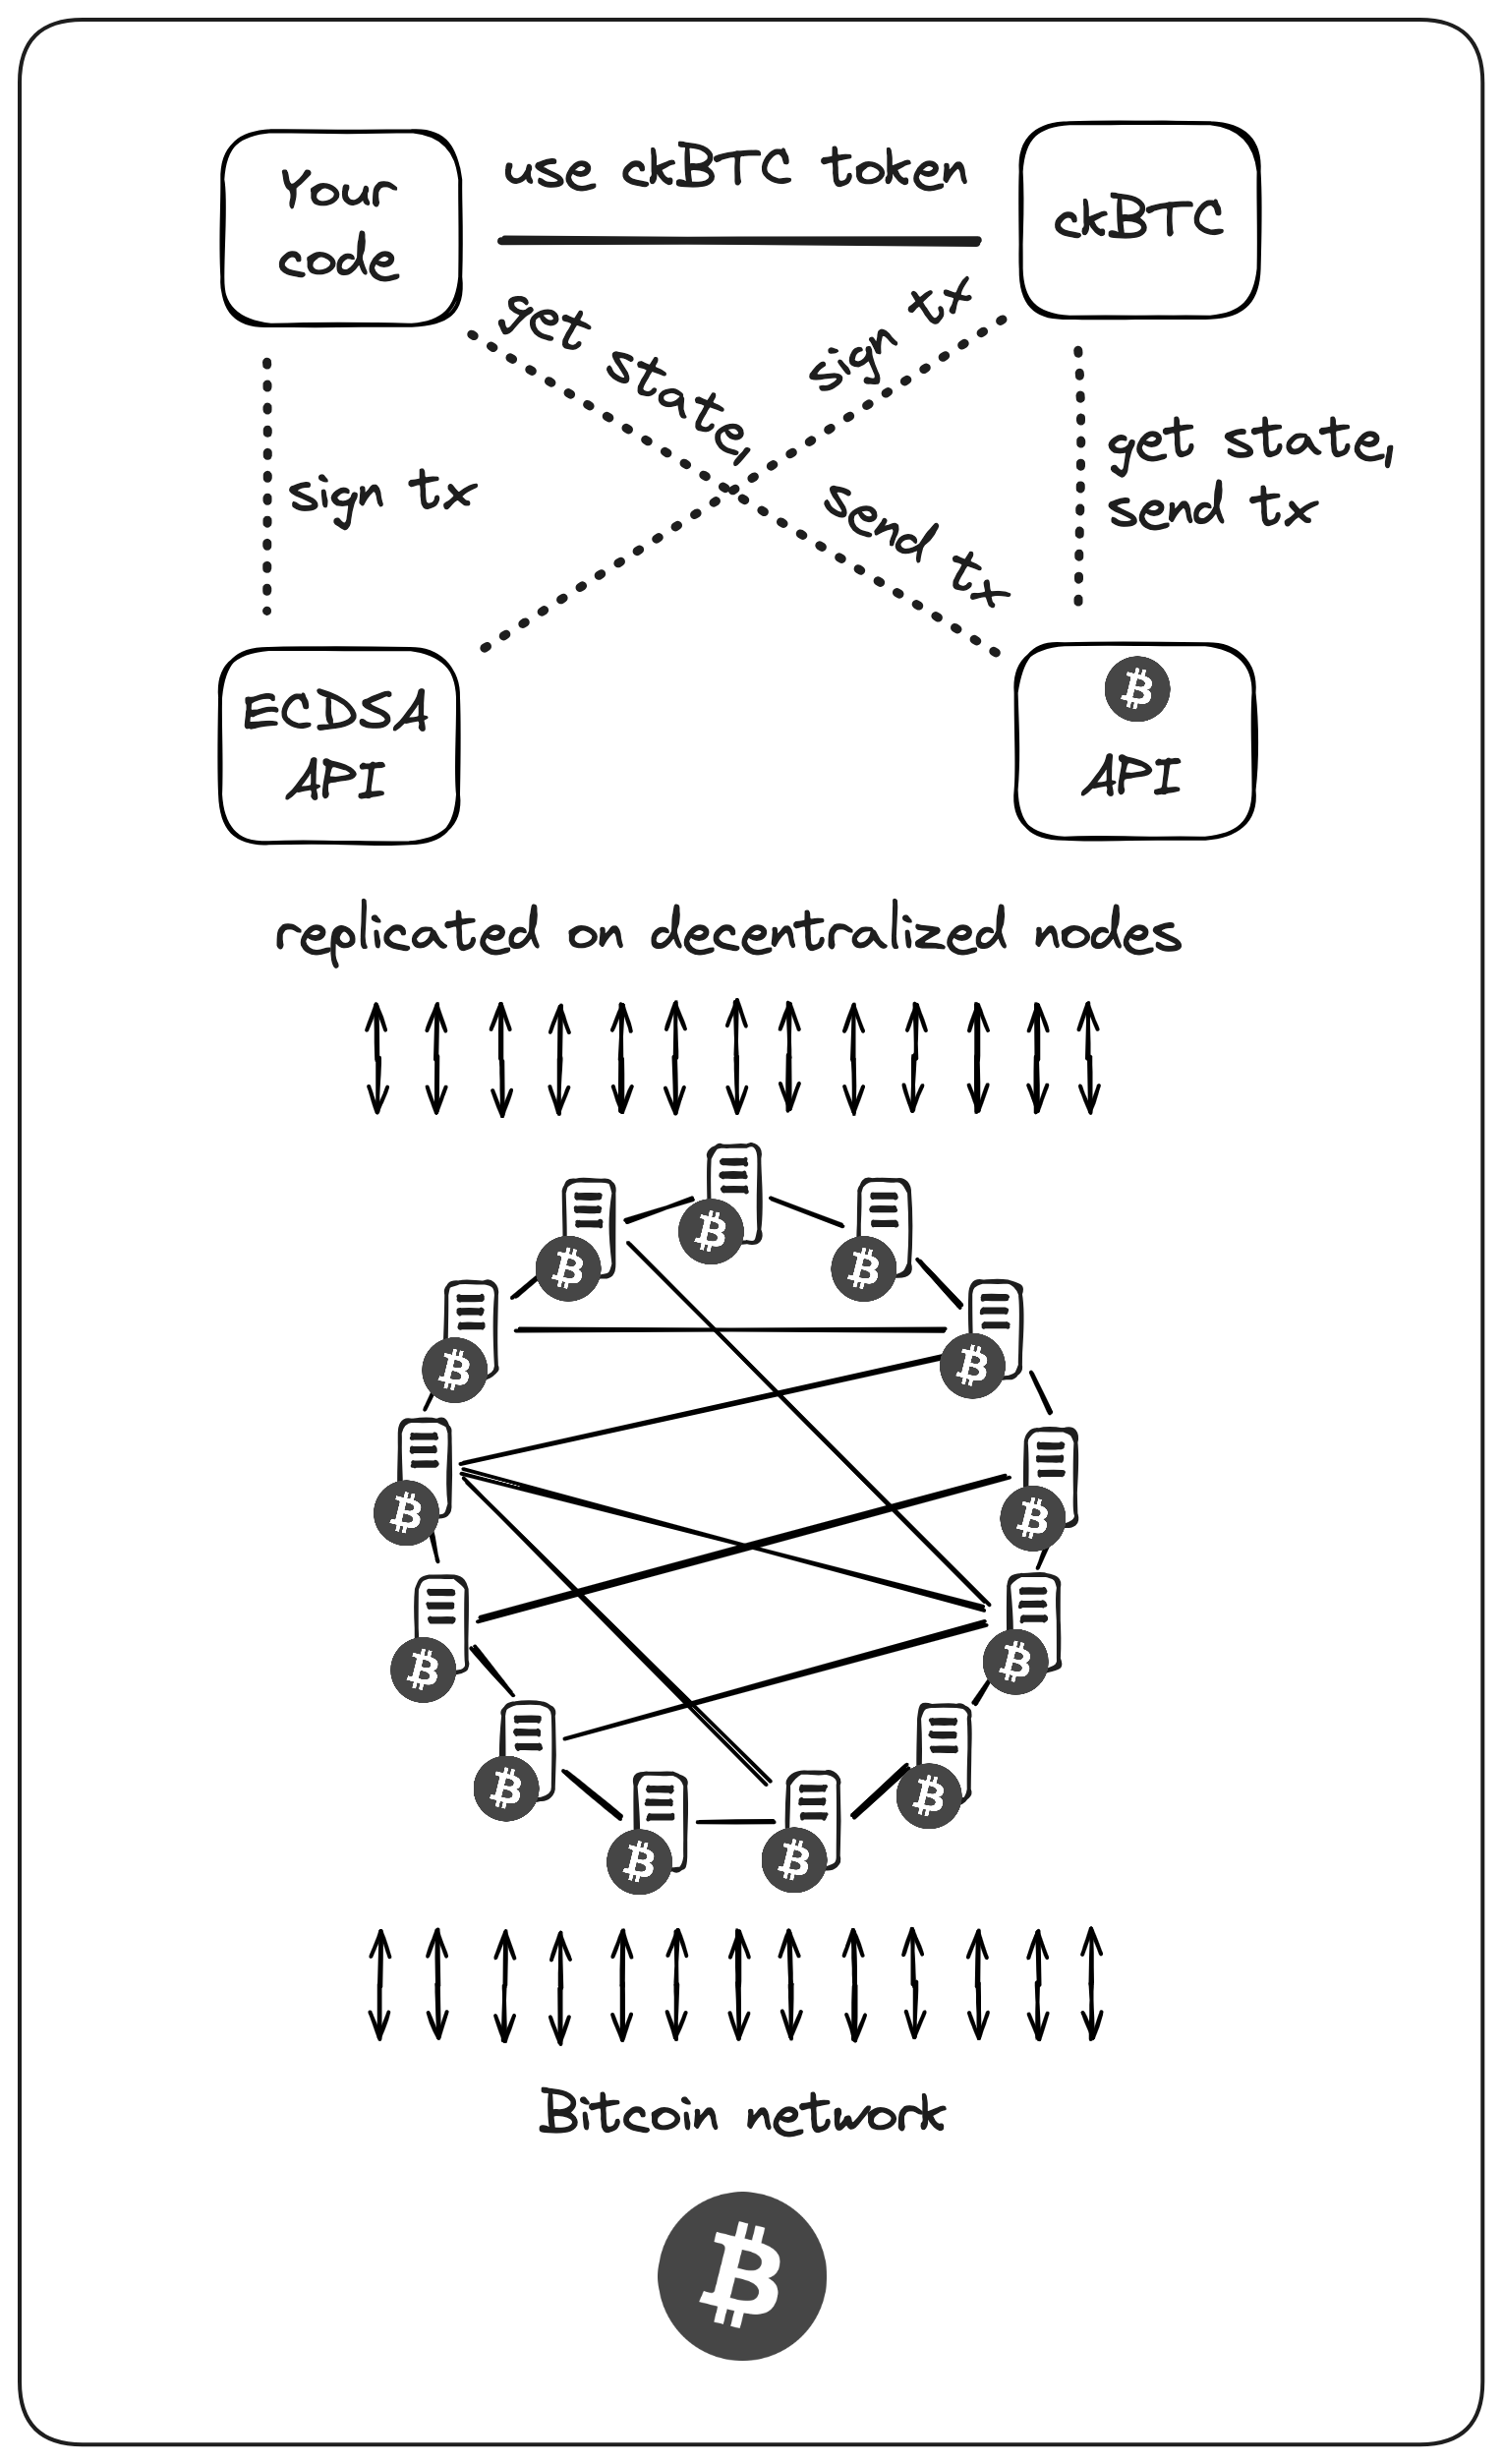 Your
code
use ckBTC token
ckBTC
get state,
send tx
sign tx
sign tx
get state,
send tx
ECDSA
API
API
replicated on decentralized nodes
Bitcoin network